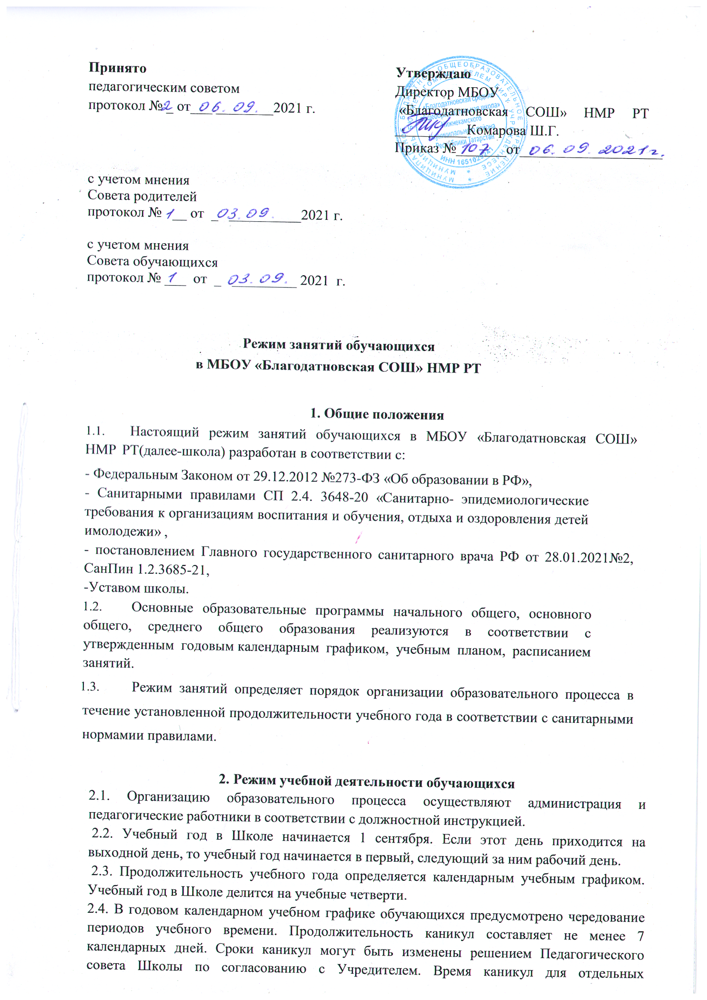 Принято
педагогическим советом
протокол №2 от 06.09. 2021 г.
Утверждаю
Директор МБОУ
«Благодатновская СОШ» НМР РТ
Комарова Ш.Г.
Приказ № 107 от 06.09.2021г.
«Благодатновская средняя
общеобразовательная школа»
Нижнекамского
муниципального района
Республики Татарстан
с учетом мнения
Совета родителей
протокол № 1 от 03.09. 2021 г.
с учетом мнения
Совета обучающихся
протокол № 1 от 03.09. 2021 г.
Режим занятий обучающихся
в МБОУ «Благодатновская СОШ» НМР РТ
1. Общие положения
1.1. Настоящий режим занятий обучающихся в МБОУ «Благодатновская СОШ»
НМР РТ(далее-школа) разработан в соответствии с:
- Федеральным Законом от 29.12.2012 №273-ФЗ «Об образовании в РФ»,
- Санитарными правилами СП 2.4. 3648-20 «Санитарно- эпидемиологические
требования к организациям воспитания и обучения, отдыха и оздоровления детей
имолодежи» ,
- постановлением Главного государственного санитарного врача РФ от 28.01.2021№2,
СанПин 1.2.3685-21,
-Уставом школы.
1.2. Основные образовательные программы начального общего, основного
общего, среднего общего образования реализуются в соответствии с
утвержденным годовым календарным графиком, учебным планом, расписанием
занятий.
1.3. Режим занятий определяет порядок организации образовательного процесса в
течение установленной продолжительности учебного года в соответствии с санитарными
нормамии правилами.
2. Режим учебной деятельности обучающихся
2.1. Организацию образовательного процесса осуществляют администрация и
педагогические работники в соответствии с должностной инструкцией.
2.2. Учебный год в Школе начинается 1 сентября. Если этот день приходится на
выходной день, то учебный год начинается в первый, следующий за ним рабочий день.
2.3. Продолжительность учебного года определяется календарным учебным графиком.
Учебный год в Школе делится на учебные четверти.
2.4. В годовом календарном учебном графике обучающихся предусмотрено чередование
периодов учебного времени. Продолжительность каникул составляет не менее 7
календарных дней. Сроки каникул могут быть изменены решением Педагогического
совета Школы по согласованию с Учредителем. Время каникул для отдельных